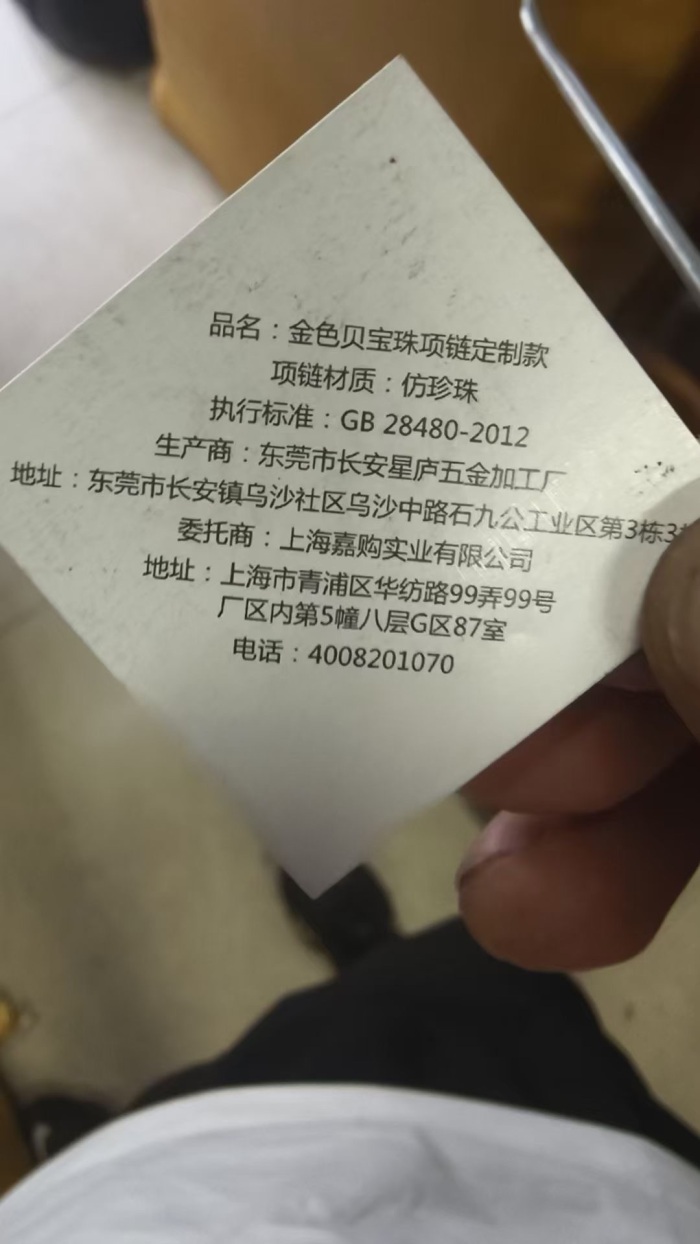 品名：金色贝宝珠项链定制款
项链材质：仿珍珠
执行标准：GB 28480-2012
生产商：东莞市长安星庐五金加工厂
地址：东莞市长安镇乌沙社区乌沙中路石九公工业区第3栋3
委托商：上海嘉购实业有限公司
地址：上海市青浦区华纺路99弄99号
厂区内第5幢八层G区87室
电话：4008201070